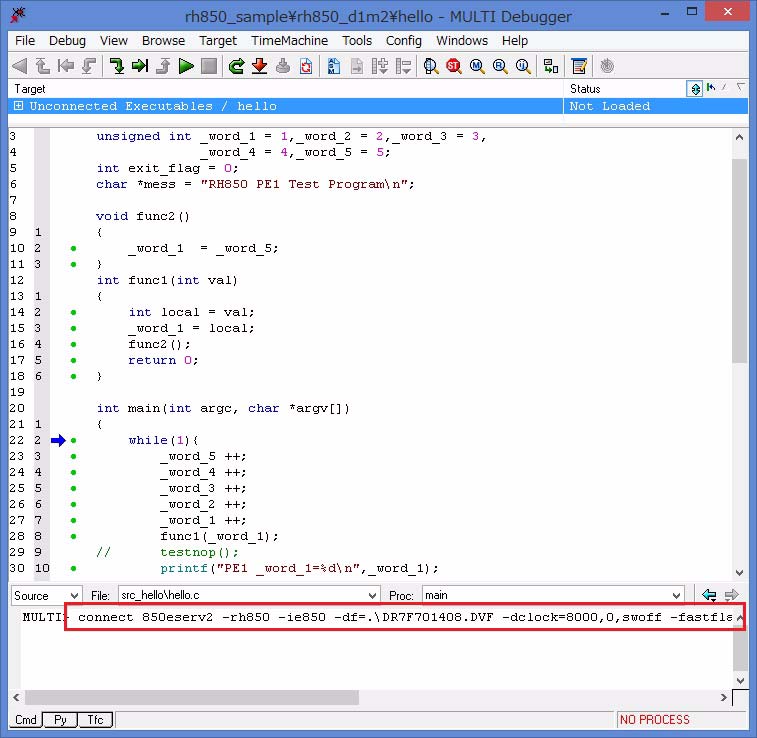 rh850_sample¥rh850_d1m2¥hello - MULTI Debugger
File Debug View Browse Target TimeMachine Tools Config Windows Help
Target Status
Unconnected Executables / hello Not Loaded
3 unsigned int _word_1 = 1,_word_2 = 2,_word_3 = 3,
4 _word_4 = 4,_word_5 = 5;
5 int exit_flag = 0;
6 char *mess = "RH850 PE1 Test Program\n";
7
8 void func2()
9 1 {
10 2 _word_1 = _word_5;
11 3 }
12 int func1(int val)
13 1 {
14 2 int local = val;
15 3 _word_1 = local;
16 4 func2();
17 5 return 0;
18 6 }
19
20 int main(int argc, char *argv[])
21 1 {
22 2 while(1){
23 3 _word_5 ++;
24 4 _word_4 ++;
25 5 _word_3 ++;
26 6 _word_2 ++;
27 7 _word_1 ++;
28 8 func1(_word_1);
29 9 // testnop();
30 10 printf("PE1 _word_1=%d\n",_word_1);
Source File: src_hello\hello.c Proc: main
MULTI> connect 850eserv2 -rh850 -ie850 -df=.\DR7F701408.DVF -dclock=8000,0,swoff -fastfls
Cmd Py Tfc NO PROCESS